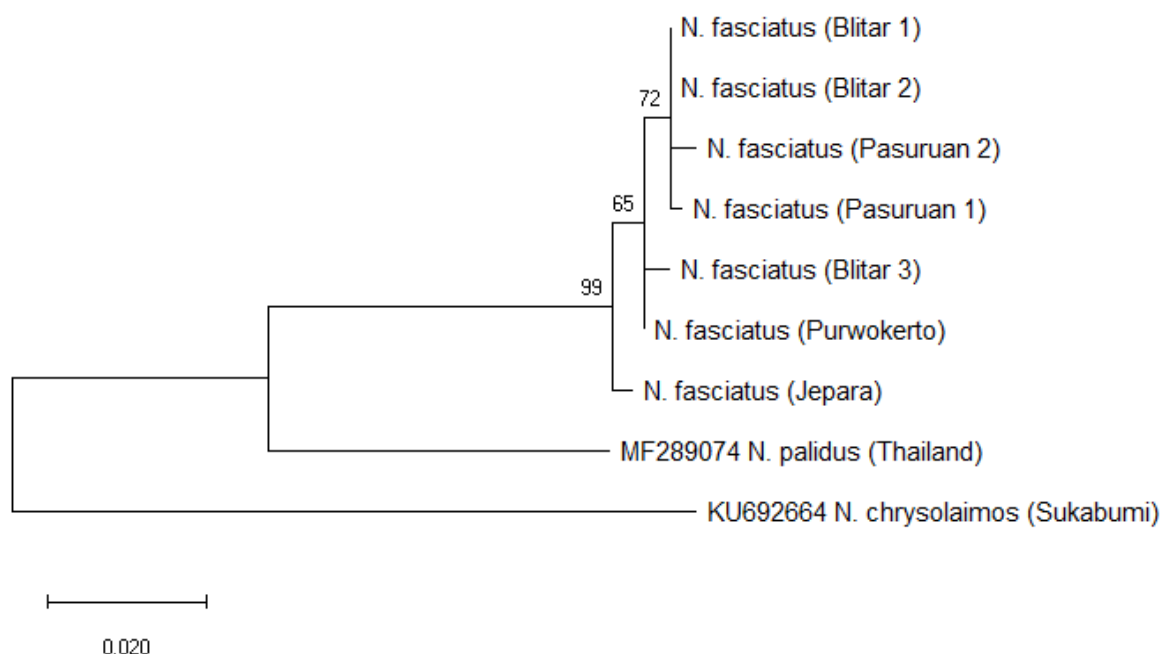 N. fasciatus (Blitar 1)
N. fasciatus (Blitar 2)
72
N. fasciatus (Pasuruan 2)
N. fasciatus (Pasuruan 1)
65
N. fasciatus (Blitar 3)
99
N. fasciatus (Purwokerto)
N. fasciatus (Jepara)
MF289074 N. palidus (Thailand)
KU692664 N. chrysolaimos (Sukabumi)
0.020